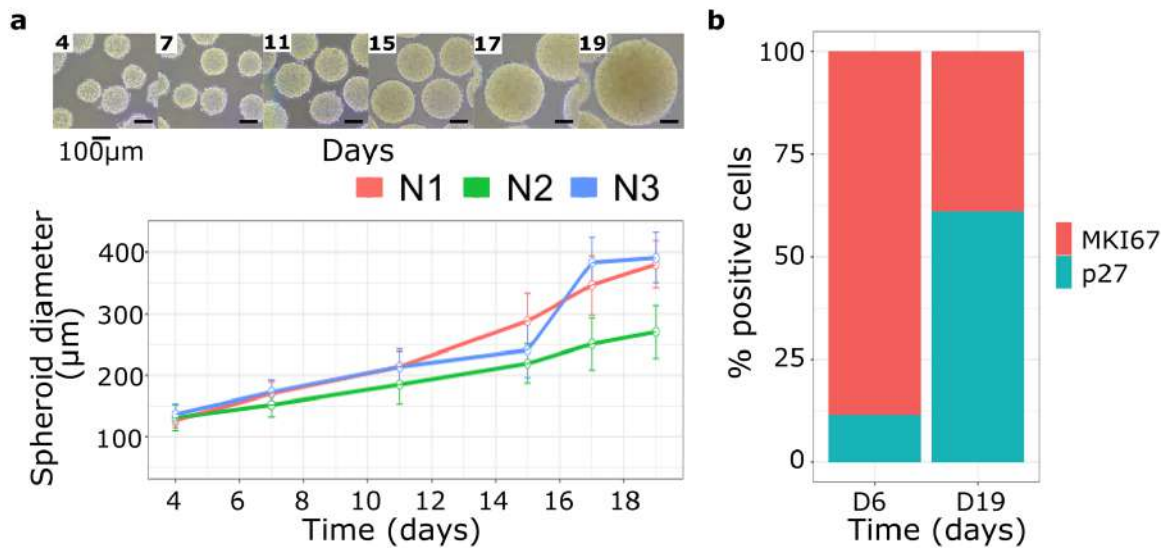 a
4 7 11 15 17 19
100µm Days
N1 N2 N3
Spheroid diameter
(µm)
400
300
200
100
4 6 8 10 12 14 16 18
Time (days)
b
% positive cells
100
75
50
25
0
D6 D19
Time (days)
MKI67
p27